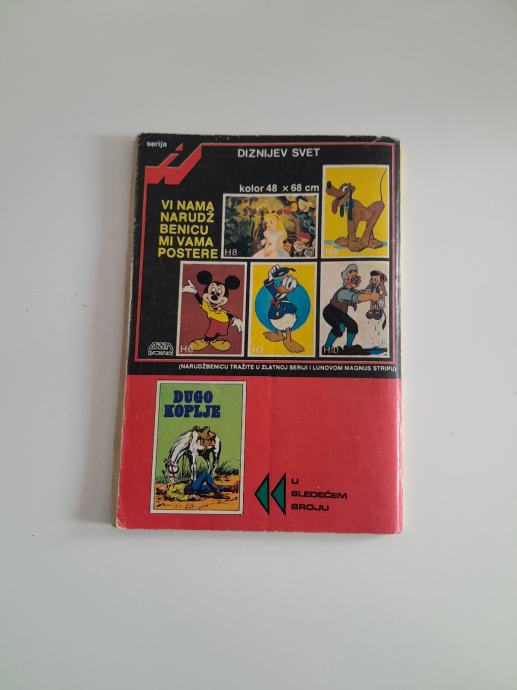 serija
DIZNIJEV SVET
kolor 48 × 68 cm
VI NAMA
NARUDŽ
BENICU
MI VAMA
POSTERE
H8
H6
H7
H10
(NARUDŽBENICU TRAŽITE U ZLATNOJ SERIJI I LUNOVOM MAGNUS STRIPU)
DUGO
KOPLJE
U
SLEDEĆEM
BROJU